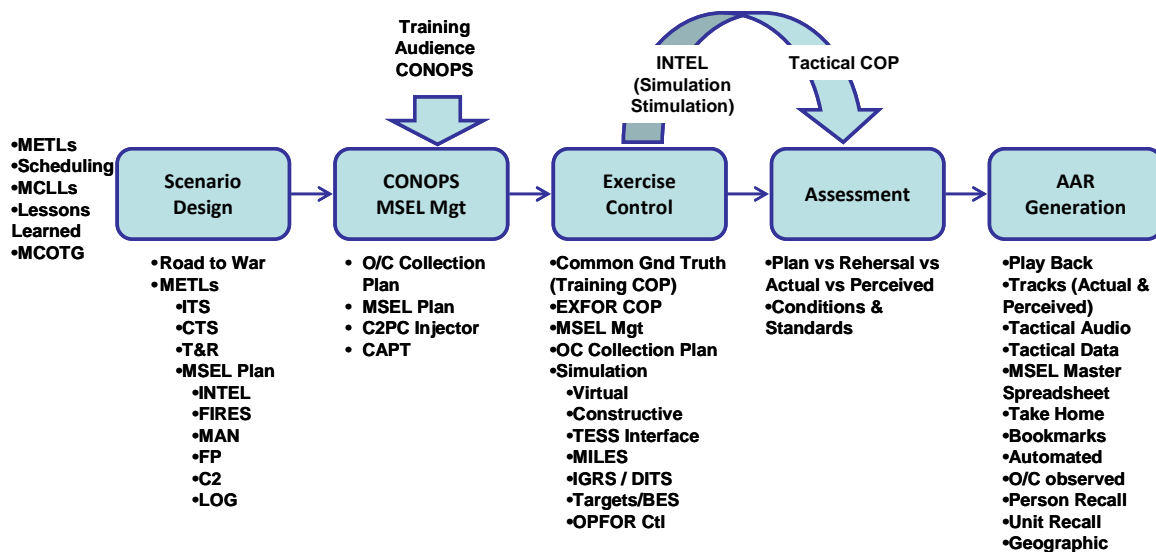 Training
Audience
CONOPS
INTEL
(Simulation
Stimulation)
Tactical COP
•METLs
•Scheduling
•MCLLs
•Lessons
Learned
•MCOTG
Scenario
Design
CONOPS
MSEL Mgt
Exercise
Control
Assessment
AAR
Generation
•Road to War
•METLs
•ITS
•CTS
•T&R
•MSEL Plan
•INTEL
•FIRES
•MAN
•FP
•C2
•LOG
• O/C Collection
Plan
• MSEL Plan
• C2PC Injector
• CAPT
•Common Gnd Truth
(Training COP)
•EXFOR COP
•MSEL Mgt
•OC Collection Plan
•Simulation
•Virtual
•Constructive
•TESS Interface
•MILES
•IGRS / DITS
•Targets/BES
•OPFOR Ctl
•Plan vs Rehersal vs
Actual vs Perceived
•Conditions &
Standards
•Play Back
•Tracks (Actual &
Perceived)
•Tactical Audio
•Tactical Data
•MSEL Master
Spreadsheet
•Take Home
•Bookmarks
•Automated
•O/C observed
•Person Recall
•Unit Recall
•Geographic